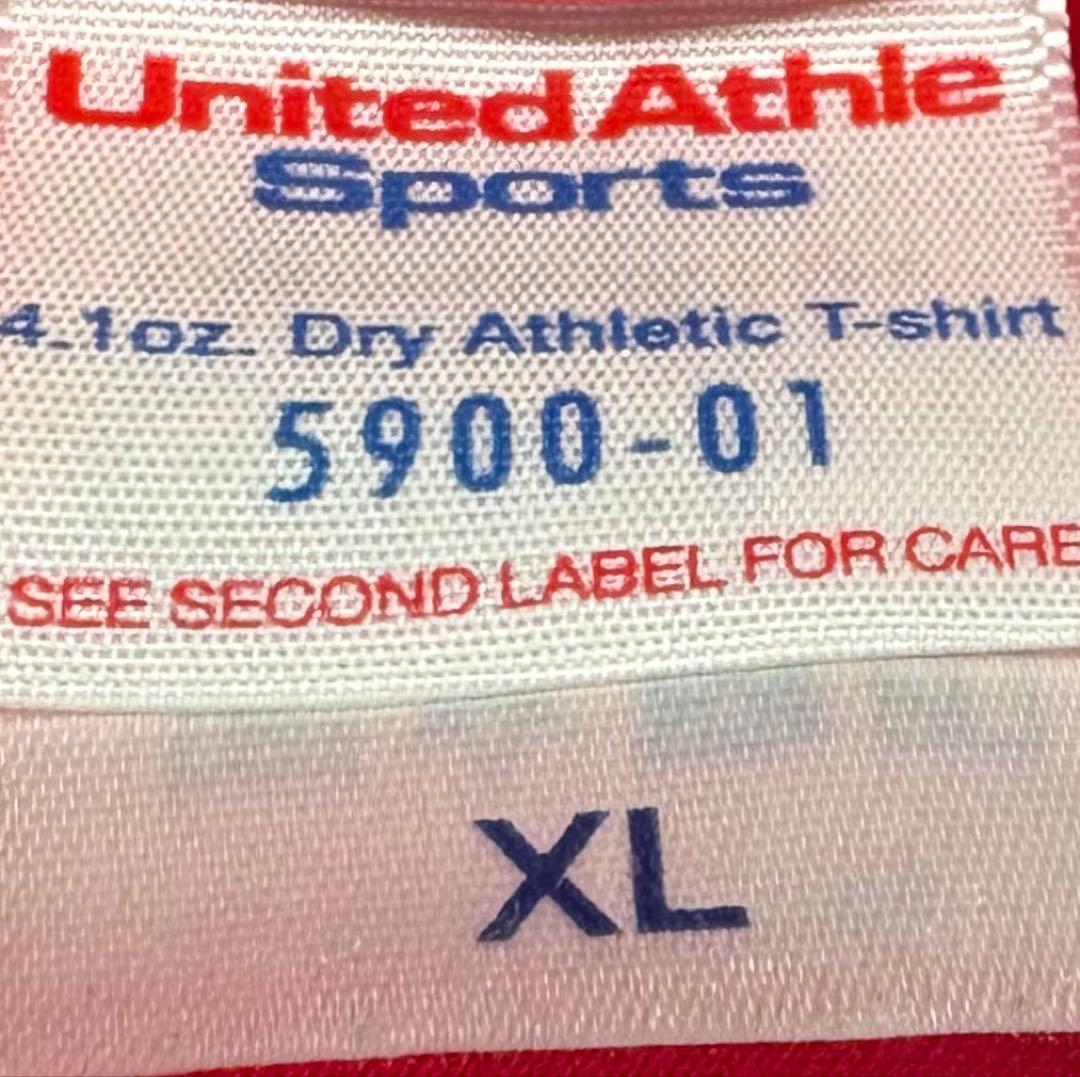 United Athle
Sports
4.1oz. Dry Athletic T-shirt
5900-01
SEE SECOND LABEL FOR CARE
XL